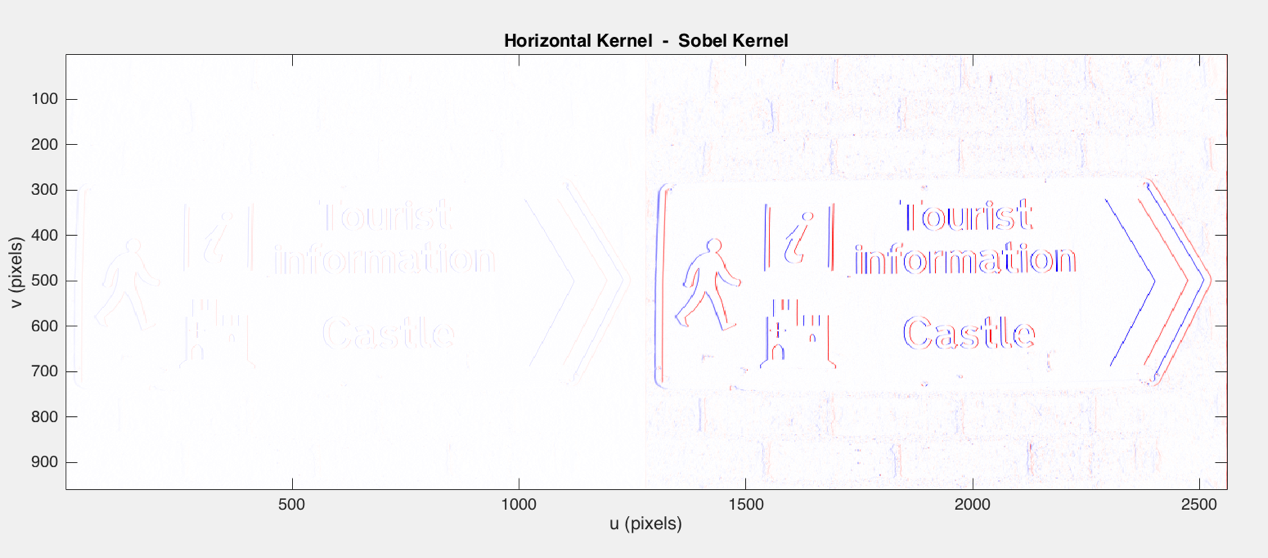 Horizontal Kernel - Sobel Kernel
100
200
300
400
500
600
700
800
900
v (pixels)
Tourist
information
Castle
i
Tourist
information
Castle
500
1000
1500
2000
2500
u (pixels)